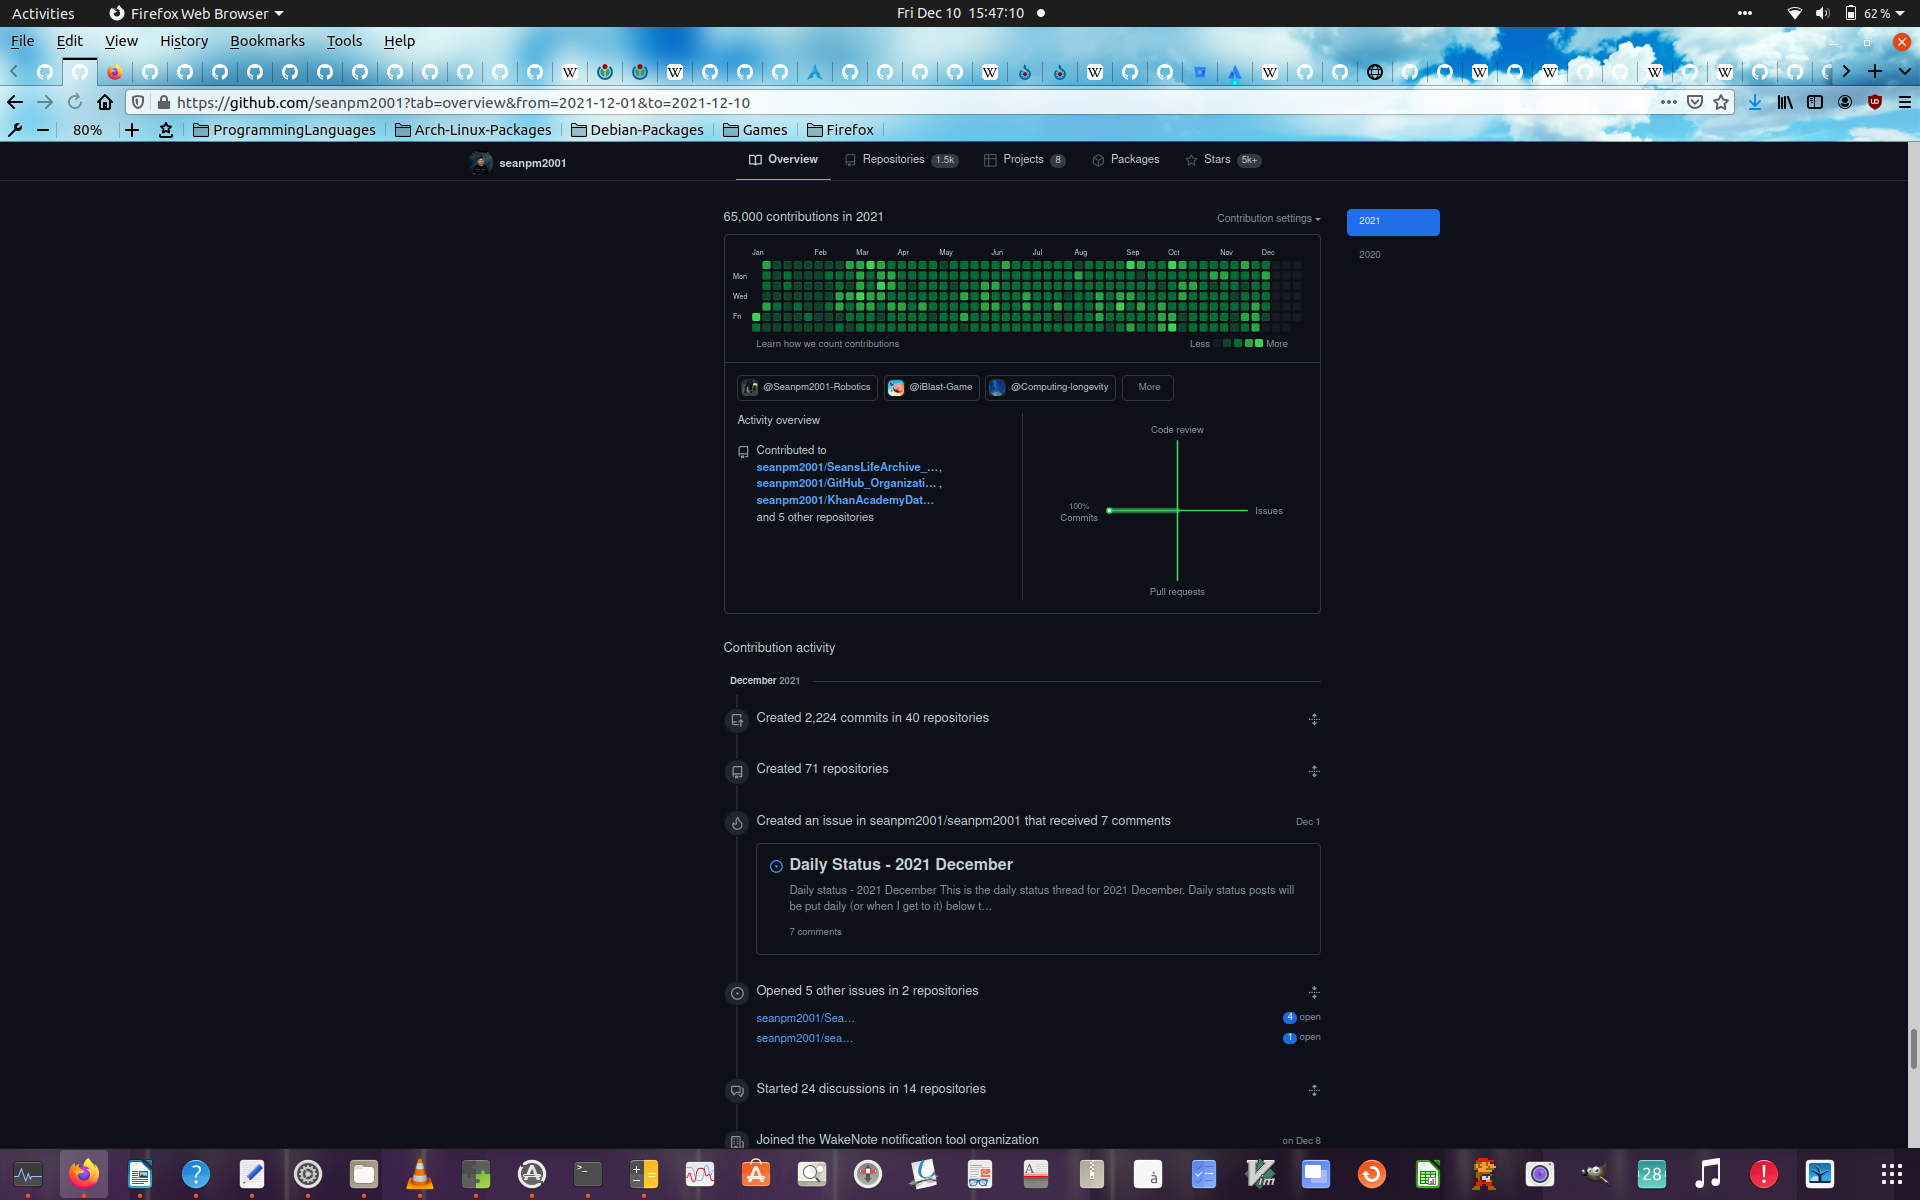 Activities
Firefox Web Browser
Fri Dec 10 15:47:10
62 %
File Edit View History Bookmarks Tools Help
https://github.com/seanpm2001?tab=overview&from=2021-12-01&to=2021-12-10
80%
ProgrammingLanguages
Arch-Linux-Packages
Debian-Packages
Games
Firefox
seanpm2001
Overview
Repositories 1.5k
Projects 8
Packages
Stars 5k+
65,000 contributions in 2021
Contribution settings
2021
2020
Jan Feb Mar Apr May Jun Jul Aug Sep Oct Nov Dec
Mon
Wed
Fri
Learn how we count contributions
Less More
@Seanpm2001-Robotics
@iBlast-Game
@Computing-longevity
More
Activity overview
Contributed to
seanpm2001/SeansLifeArchive_…,
seanpm2001/GitHub_Organizati… ,
seanpm2001/KhanAcademyDat…
and 5 other repositories
Code review
100%
Commits
Issues
Pull requests
Contribution activity
December 2021
Created 2,224 commits in 40 repositories
Created 71 repositories
Created an issue in seanpm2001/seanpm2001 that received 7 comments
Dec 1
Daily Status - 2021 December
Daily status - 2021 December This is the daily status thread for 2021 December. Daily status posts will
be put daily (or when I get to it) below t…
7 comments
Opened 5 other issues in 2 repositories
seanpm2001/Sea…
4 open
seanpm2001/sea…
1 open
Started 24 discussions in 14 repositories
Joined the WakeNote notification tool organization
on Dec 8
28